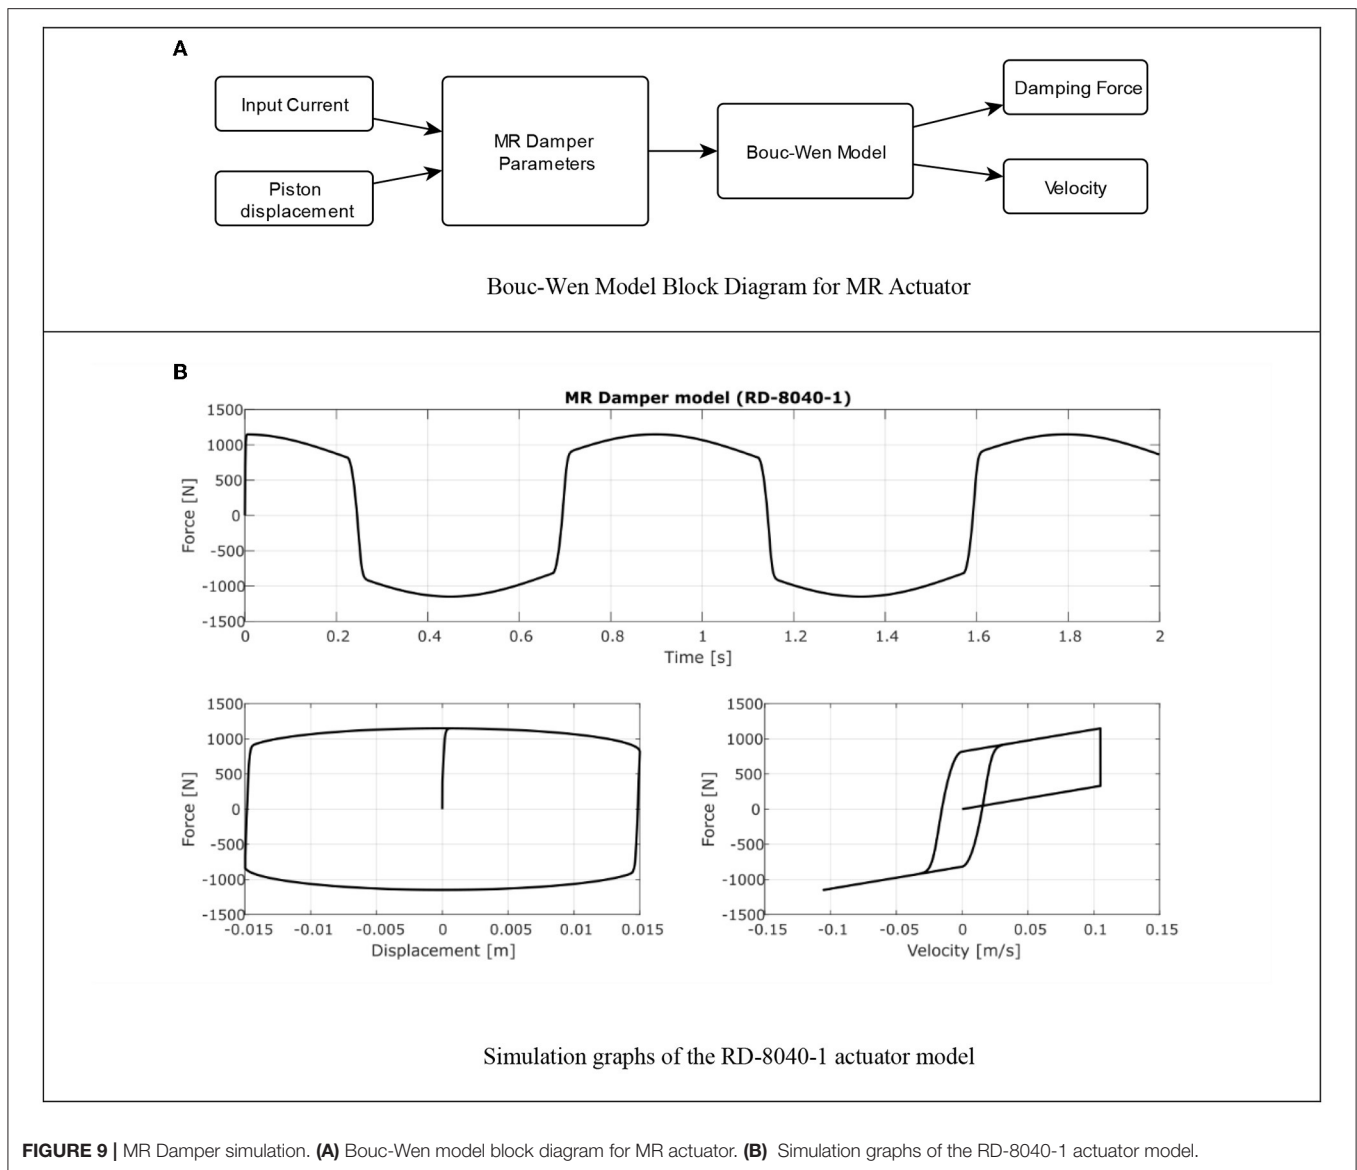 A
Input Current
Piston
displacement
MR Damper
Parameters
Bouc-Wen Model
Damping Force
Velocity
Bouc-Wen Model Block Diagram for MR Actuator
B
MR Damper model (RD-8040-1)
1500
1000
500
0
-500
-1000
-1500
Force [N]
0 0.2 0.4 0.6 0.8 1 1.2 1.4 1.6 1.8 2
Time [s]
1500
1000
500
0
-500
-1000
-1500
Force [N]
-0.015 -0.01 -0.005 0 0.005 0.01 0.015
Displacement [m]
1500
1000
500
0
-500
-1000
-1500
Force [N]
-0.15 -0.1 -0.05 0 0.05 0.1 0.15
Velocity [m/s]
Simulation graphs of the RD-8040-1 actuator model
FIGURE 9 | MR Damper simulation. (A) Bouc-Wen model block diagram for MR actuator. (B) Simulation graphs of the RD-8040-1 actuator model.